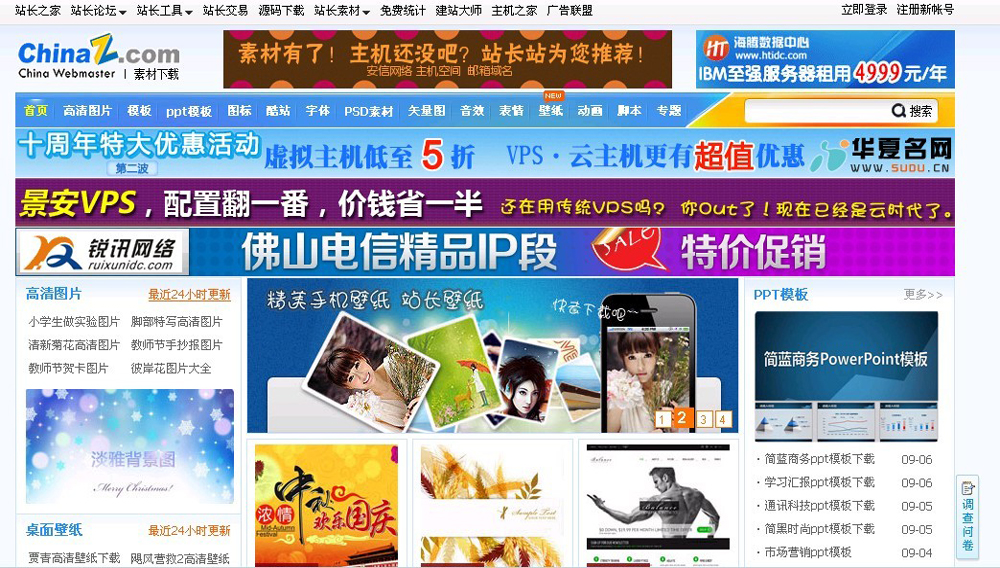 站长之家 站长论坛 站长工具 站长交易 源码下载 站长素材 免费统计 建站大师 主机之家 广告联盟 立即登录 注册新帐号
ChinaZ.com
China Webmaster | 素材下载
素材有了！主机还没吧？站长站为您推荐！
安信网络 主机空间 邮箱域名
海腾数据中心
www.htidc.com
IBM至强服务器租用4999元/年
首页 高清图片 模板 ppt模板 图标 酷站 字体 PSD素材 矢量图 音效 表情 壁纸 动画 脚本 专题 搜索
NEW
十周年特大优惠活动
第二波
虚拟主机低至5折 VPS·云主机更有超值优惠
华夏名网
WWW.SUDU.CN
景安VPS，配置翻一番，价钱省一半 还在用传统VPS吗？ 你Out了！现在已经是云时代了。
锐讯网络
ruixunidc.com
佛山电信精品IP段 SALE 特价促销
高清图片 最近24小时更新
小学生做实验图片 脚部特写高清图片
清新菊花高清图片 教师节手抄报图片
教师节贺卡图片 彼岸花图片大全
淡雅背景图
Merry Christmas!
桌面壁纸 最近24小时更新
贾青高清壁纸下载 飓风营救2高清壁纸
精美手机壁纸 站长壁纸
快来下载吧~
1 2 3 4
浓情
中秋
欢乐国庆
Mid-Autumn
Festival
Sample Text
Balance
PPT模板 更多>>
简蓝商务PowerPoint模板
· 简蓝商务ppt模板下载 09-06
· 学习汇报ppt模板下载 09-06
· 通讯科技ppt模板下载 09-05
· 简果时尚ppt模板下载 09-05
· 市场营销ppt模板 09-04
调查问卷